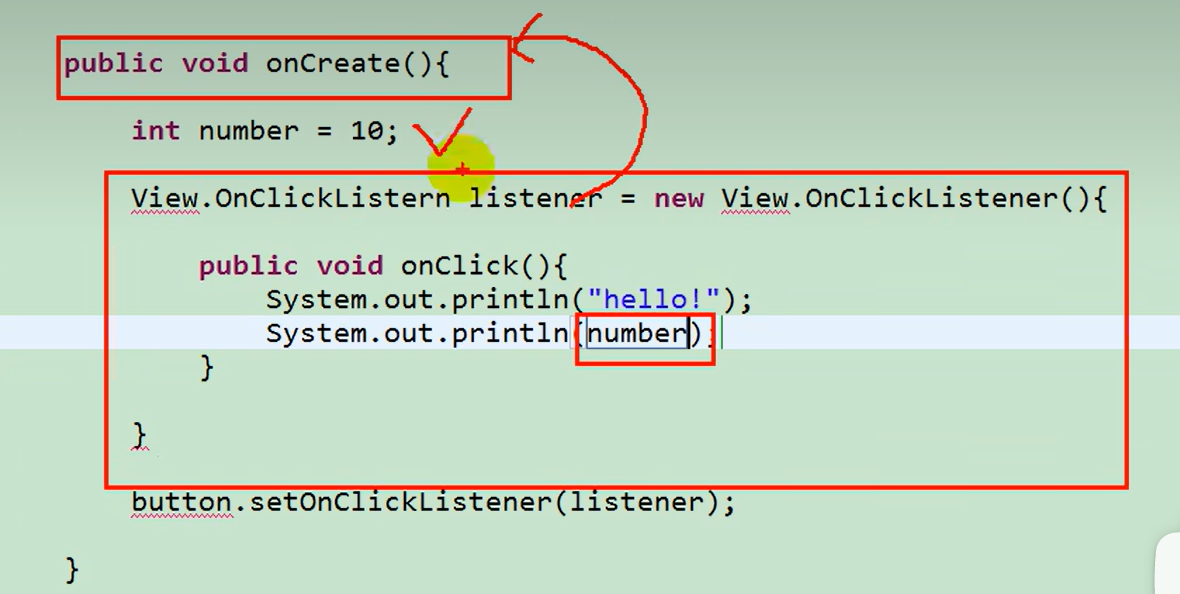 public void onCreate(){
int number = 10;
View.OnClickListern listener = new View.OnClickListener(){
public void onClick(){
System.out.println("hello!");
System.out.println(number);
}
}
button.setOnClickListener(listener);
}